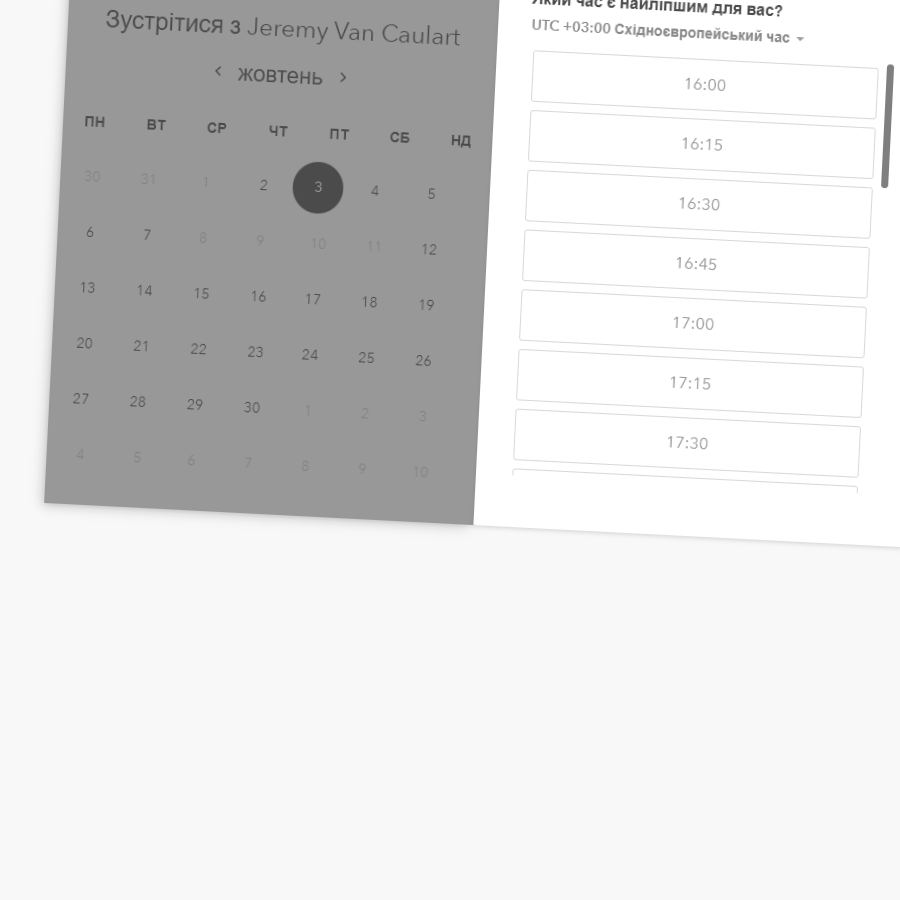 Зустрітися з Jeremy Van Caulart
жовтень
ПН ВТ СР ЧТ ПТ СБ НД
30 31 1 2 3 4 5
6 7 8 9 10 11 12
13 14 15 16 17 18 19
20 21 22 23 24 25 26
27 28 29 30 1 2 3
4 5 6 7 8 9 10
Який час є найліпшим для вас?
UTC +03:00 Східноєвропейський час
16:00
16:15
16:30
16:45
17:00
17:15
17:30